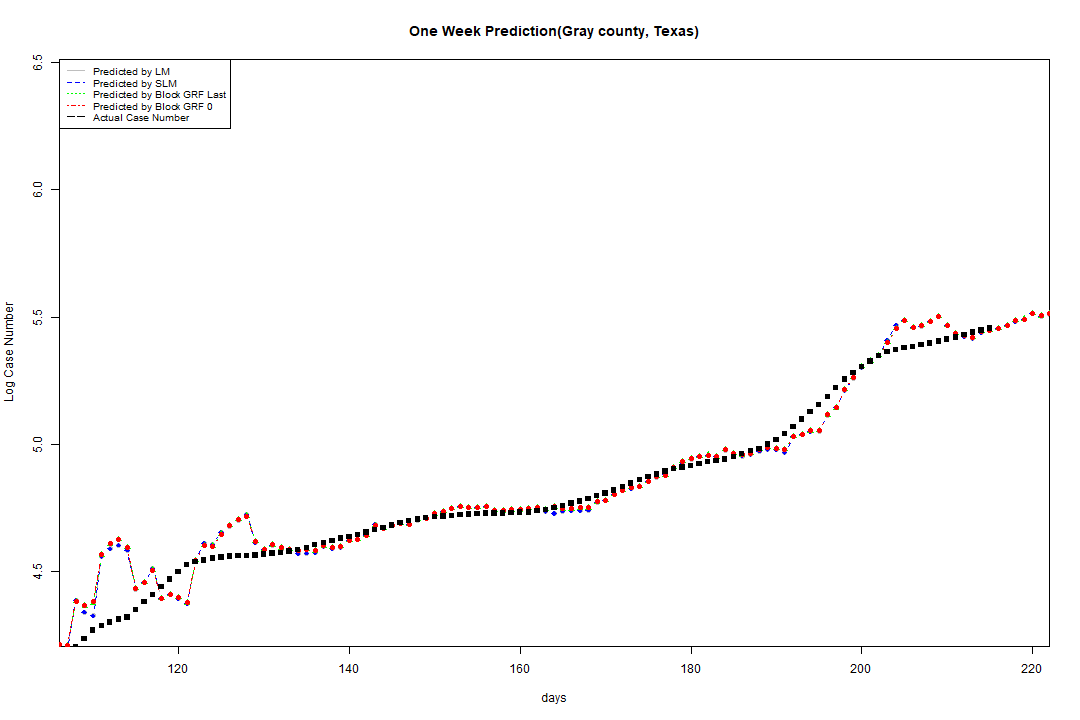 One Week Prediction(Gray county, Texas)
Predicted by LM
Predicted by SLM
Predicted by Block GRF Last
Predicted by Block GRF 0
Actual Case Number
6.5
6.0
5.5
5.0
4.5
Log Case Number
120 140 160 180 200 220
days